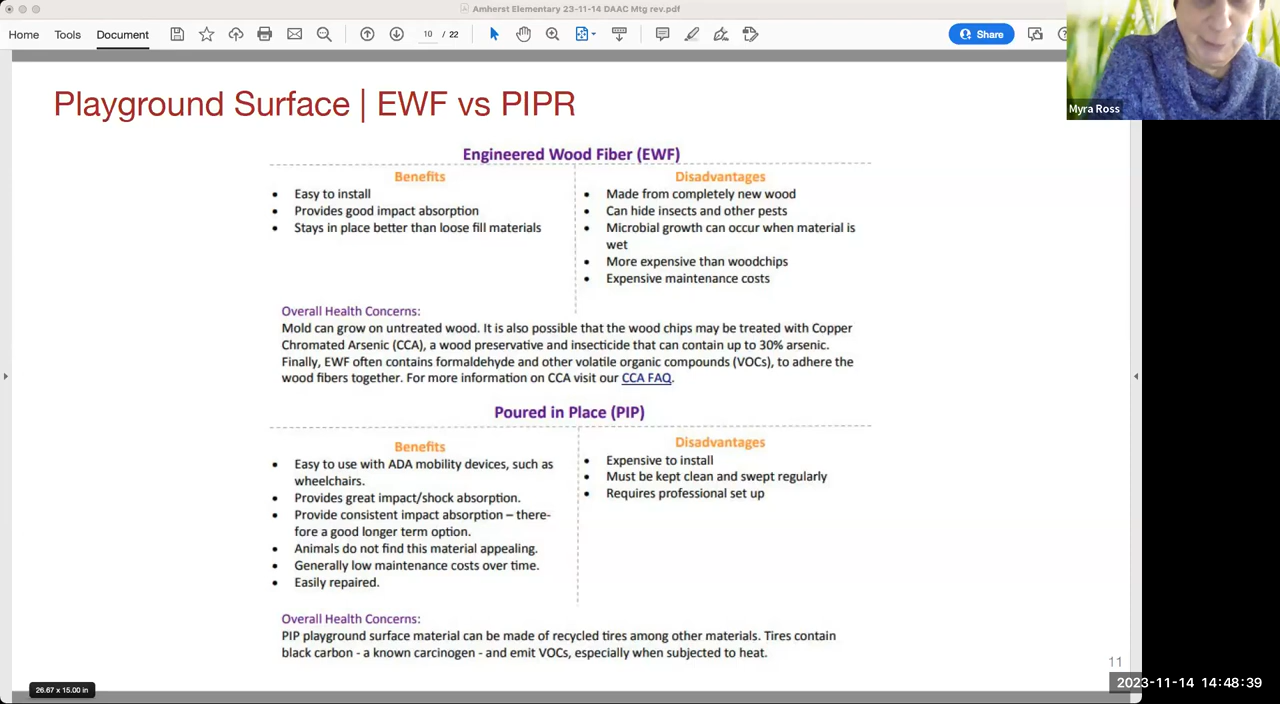 Amherst Elementary 23-11-14 DAAC Mtg rev.pdf
Home Tools Document 10 / 22 Share
Myra Ross
Playground Surface | EWF vs PIPR
Engineered Wood Fiber (EWF)
Benefits
• Easy to install
• Provides good impact absorption
• Stays in place better than loose fill materials
Disadvantages
• Made from completely new wood
• Can hide insects and other pests
• Microbial growth can occur when material is
wet
• More expensive than woodchips
• Expensive maintenance costs
Overall Health Concerns:
Mold can grow on untreated wood. It is also possible that the wood chips may be treated with Copper
Chromated Arsenic (CCA), a wood preservative and insecticide that can contain up to 30% arsenic.
Finally, EWF often contains formaldehyde and other volatile organic compounds (VOCs), to adhere the
wood fibers together. For more information on CCA visit our CCA FAQ.
Poured in Place (PIP)
Benefits
• Easy to use with ADA mobility devices, such as
wheelchairs.
• Provides great impact/shock absorption.
• Provide consistent impact absorption – there-
fore a good longer term option.
• Animals do not find this material appealing.
• Generally low maintenance costs over time.
• Easily repaired.
Disadvantages
• Expensive to install
• Must be kept clean and swept regularly
• Requires professional set up
Overall Health Concerns:
PIP playground surface material can be made of recycled tires among other materials. Tires contain
black carbon - a known carcinogen - and emit VOCs, especially when subjected to heat.
11
26.67 x 15.00 in
2023-11-14 14:48:39